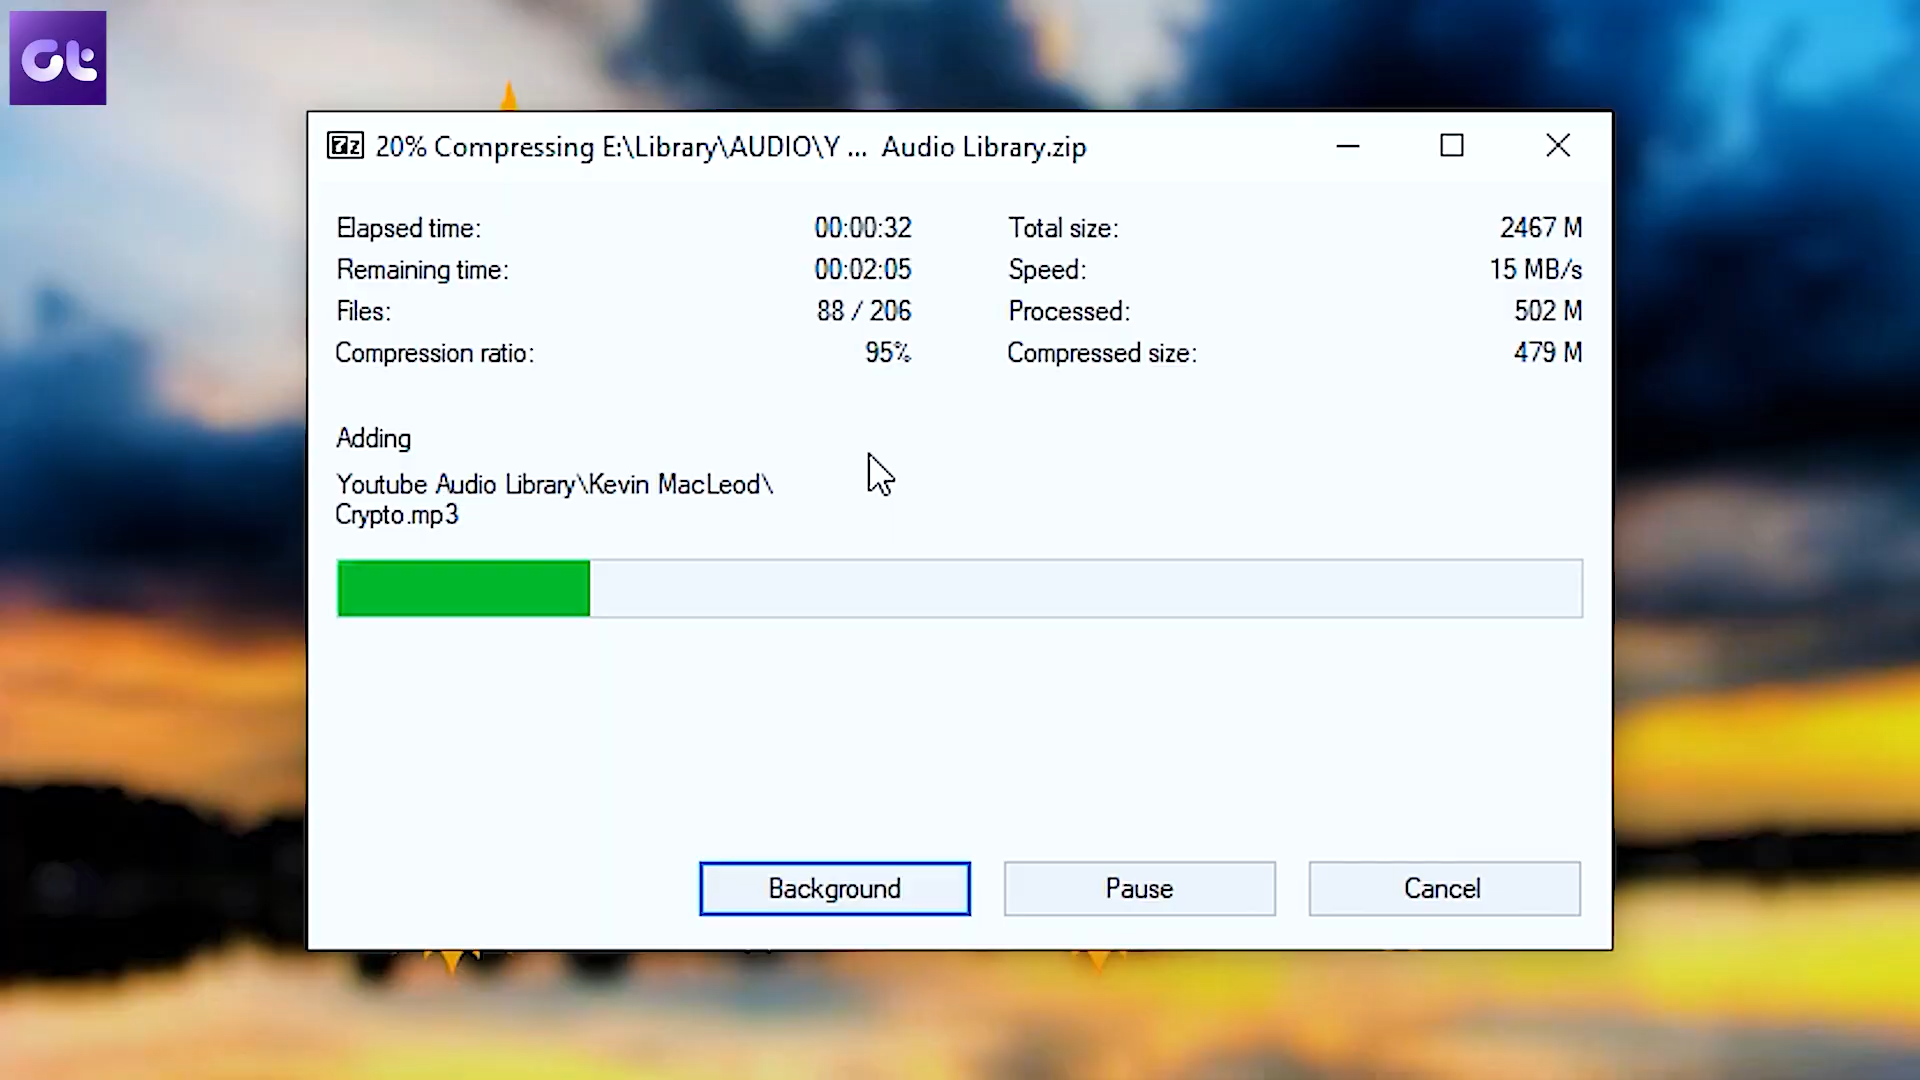 Gt
7z 20% Compressing E:\Library\AUDIO\Y ... Audio Library.zip
Elapsed time: 00:00:32 Total size: 2467 M
Remaining time: 00:02:05 Speed: 15 MB/s
Files: 88 / 206 Processed: 502 M
Compression ratio: 95% Compressed size: 479 M
Adding
Youtube Audio Library\Kevin MacLeod\
Crypto.mp3
Background Pause Cancel